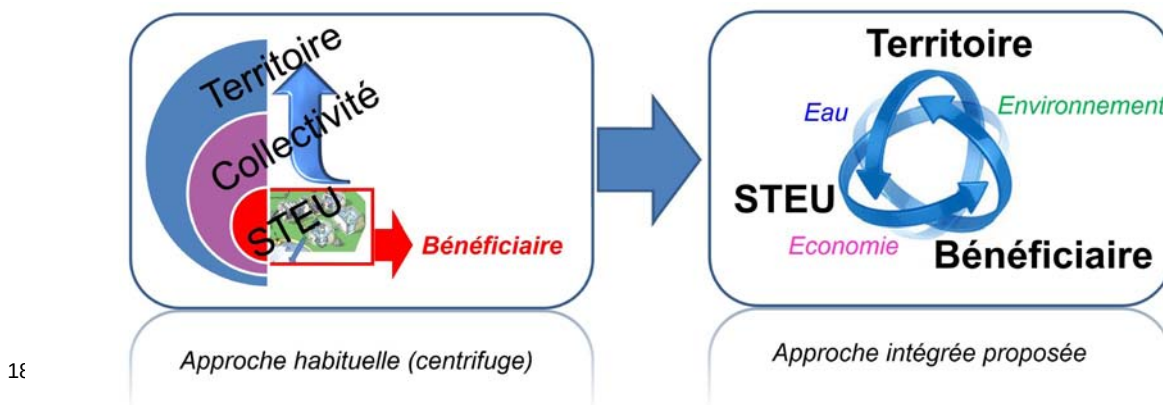 Territoire
Collectivité
STEU
Bénéficiaire
Approche habituelle (centrifuge)
Territoire
Eau
Environnement
STEU
Economie
Bénéficiaire
Approche intégrée proposée